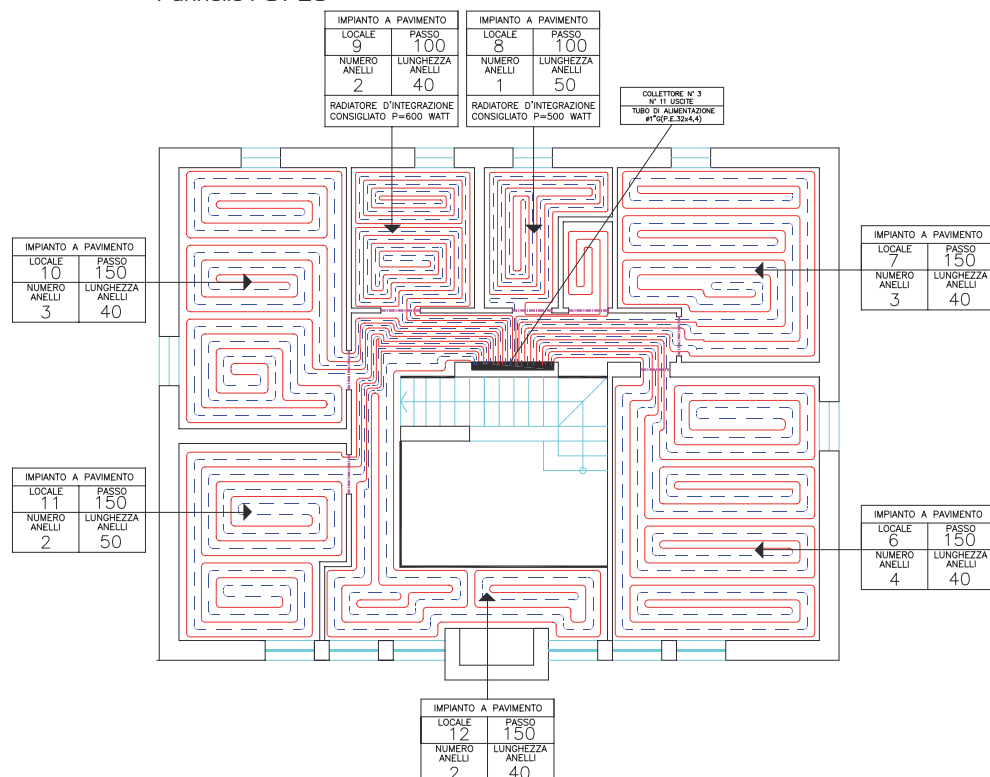 IMPIANTO A PAVIMENTO
LOCALE PASSO
9 100
NUMERO ANELLI LUNGHEZZA ANELLI
2 40
RADIATORE D'INTEGRAZIONE
CONSIGLIATO P=600 WATT
IMPIANTO A PAVIMENTO
LOCALE PASSO
8 100
NUMERO ANELLI LUNGHEZZA ANELLI
1 50
RADIATORE D'INTEGRAZIONE
CONSIGLIATO P=500 WATT
COLLETTORE N° 3
N° 11 USCITE
TUBO DI ALIMENTAZIONE
ø1"G(P.E.32x4,4)
IMPIANTO A PAVIMENTO
LOCALE PASSO
10 150
NUMERO ANELLI LUNGHEZZA ANELLI
3 40
IMPIANTO A PAVIMENTO
LOCALE PASSO
7 150
NUMERO ANELLI LUNGHEZZA ANELLI
3 40
IMPIANTO A PAVIMENTO
LOCALE PASSO
11 150
NUMERO ANELLI LUNGHEZZA ANELLI
2 50
IMPIANTO A PAVIMENTO
LOCALE PASSO
6 150
NUMERO ANELLI LUNGHEZZA ANELLI
4 40
IMPIANTO A PAVIMENTO
LOCALE PASSO
12 150
NUMERO ANELLI LUNGHEZZA ANELLI
2 40